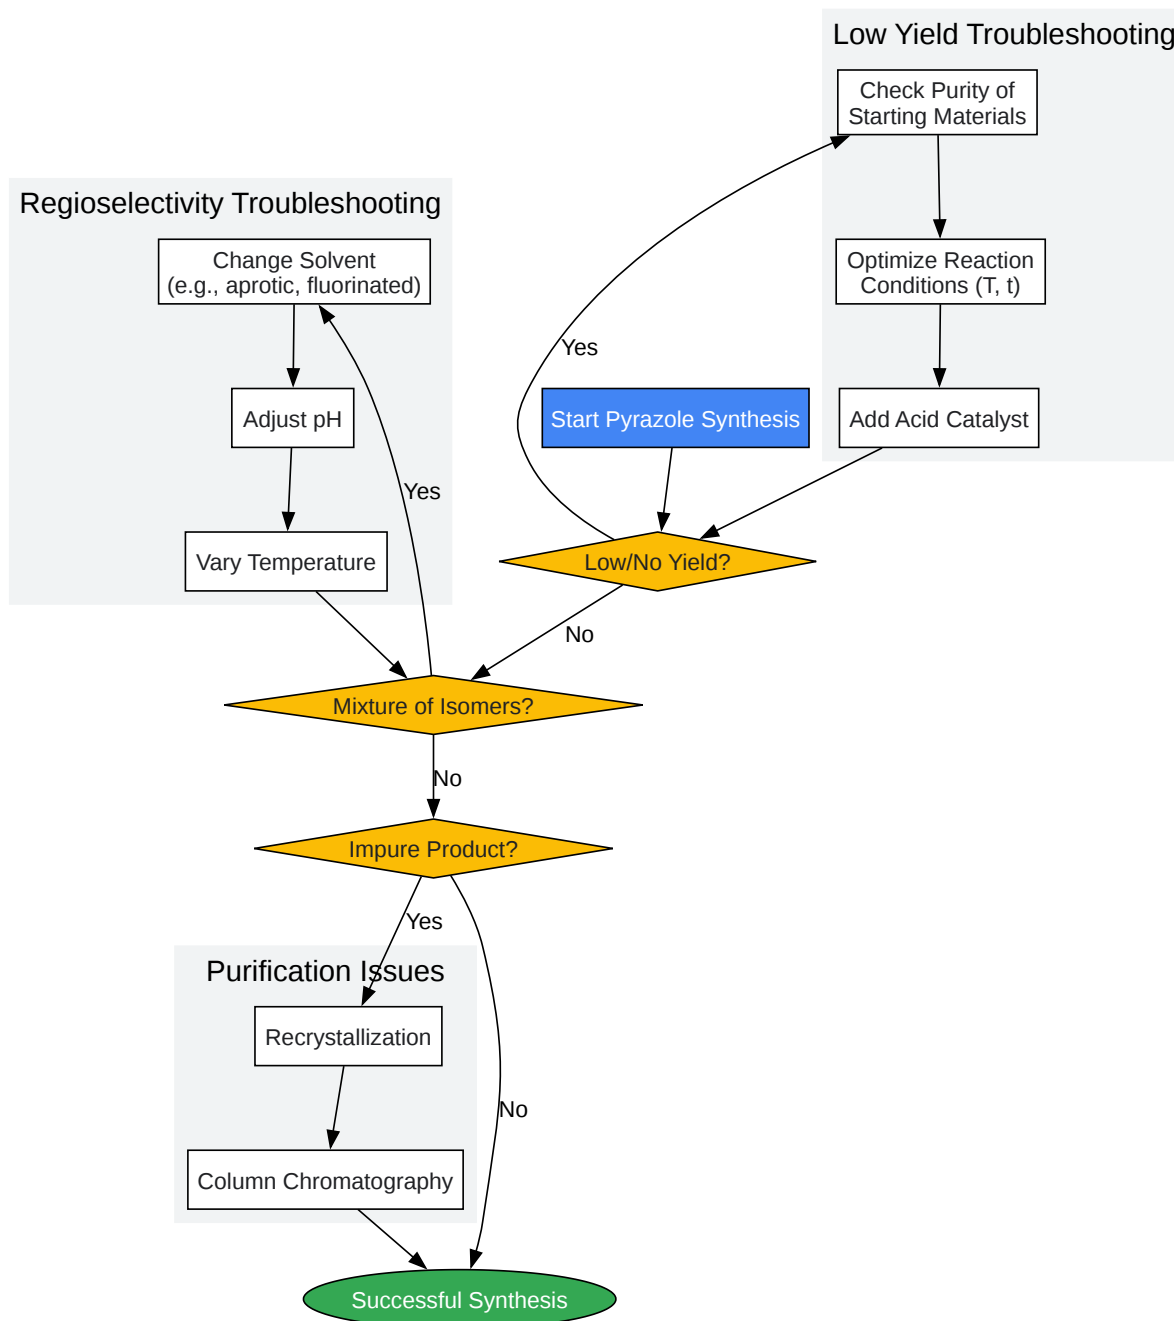 Low Yield Troubleshooting
Check Purity of
Starting Materials
Regioselectivity Troubleshooting
Change Solvent
(e.g., aprotic, fluorinated)
Optimize Reaction
Conditions (T, t)
Yes
Adjust pH
Start Pyrazole Synthesis
Add Acid Catalyst
Yes
Vary Temperature
Low/No Yield?
No
Mixture of Isomers?
No
Impure Product?
Yes
Purification Issues
Recrystallization
No
Column Chromatography
Successful Synthesis